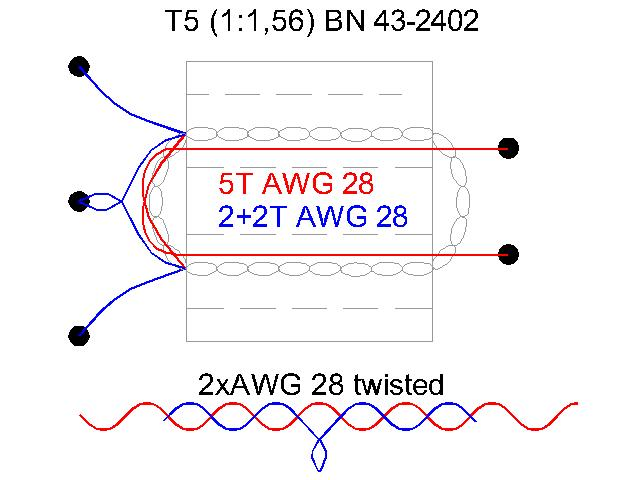 T5 (1:1,56) BN 43-2402
5T AWG 28
2+2T AWG 28
2xAWG 28 twisted